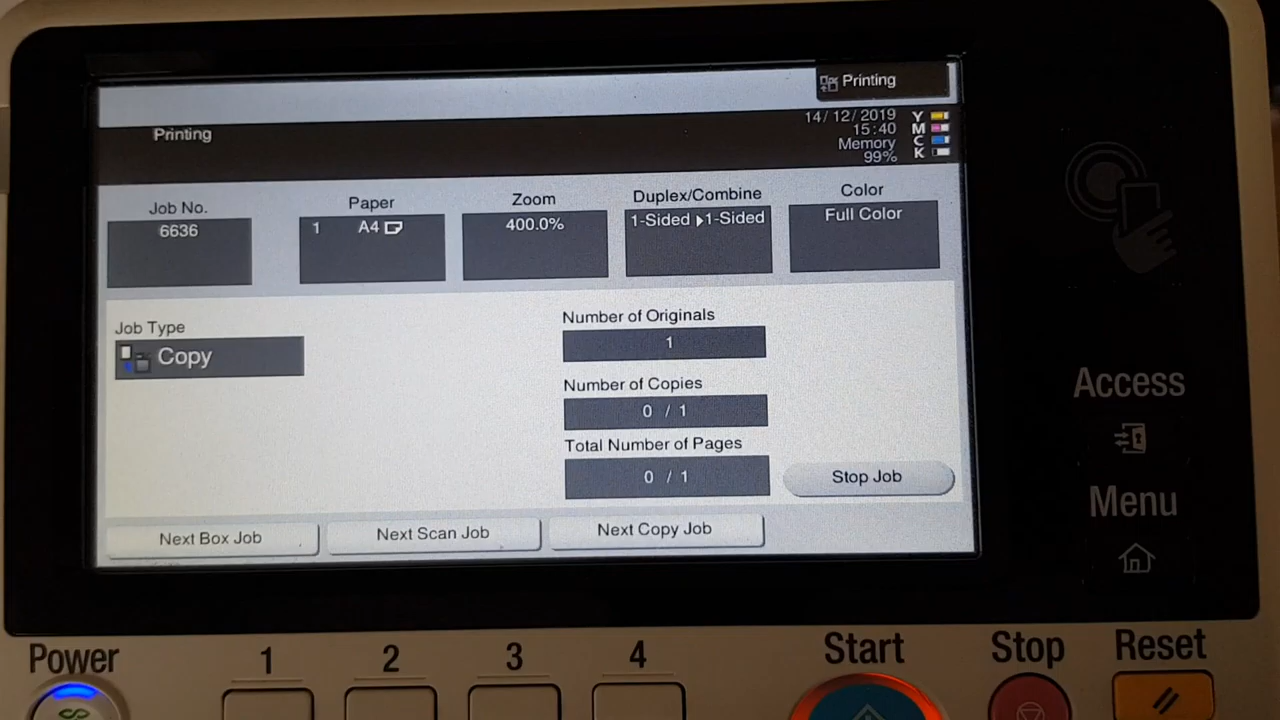 Printing
Printing
14/12/2019
15:40
Memory
99%
Y
M
C
K
Job No.
6636
Paper
1 A4
Zoom
400.0%
Duplex/Combine
1-Sided ▶ 1-Sided
Color
Full Color
Job Type
Copy
Number of Originals
1
Number of Copies
0 / 1
Total Number of Pages
0 / 1
Stop Job
Next Box Job
Next Scan Job
Next Copy Job
Access
Menu
Power
1
2
3
4
Start
Stop
Reset